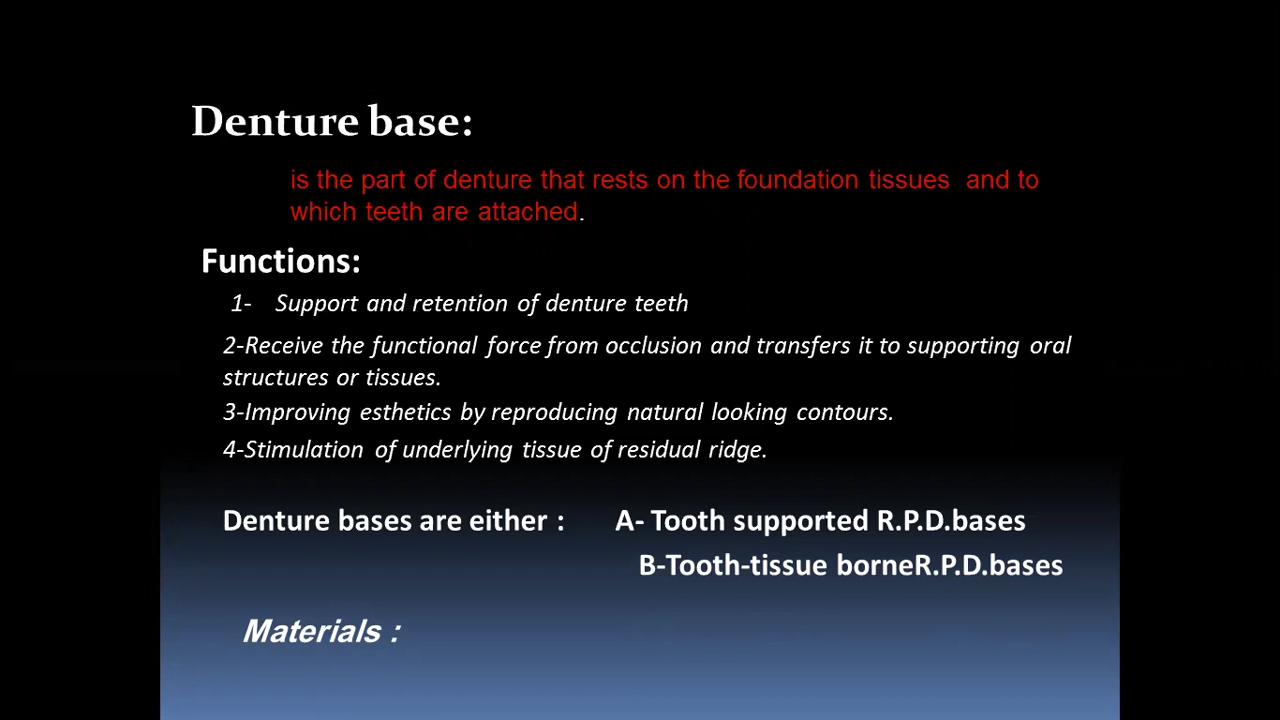 Denture base:
is the part of denture that rests on the foundation tissues and to
which teeth are attached.
Functions:
1- Support and retention of denture teeth
2-Receive the functional force from occlusion and transfers it to supporting oral
structures or tissues.
3-Improving esthetics by reproducing natural looking contours.
4-Stimulation of underlying tissue of residual ridge.
Denture bases are either : A- Tooth supported R.P.D.bases
B-Tooth-tissue borneR.P.D.bases
Materials :